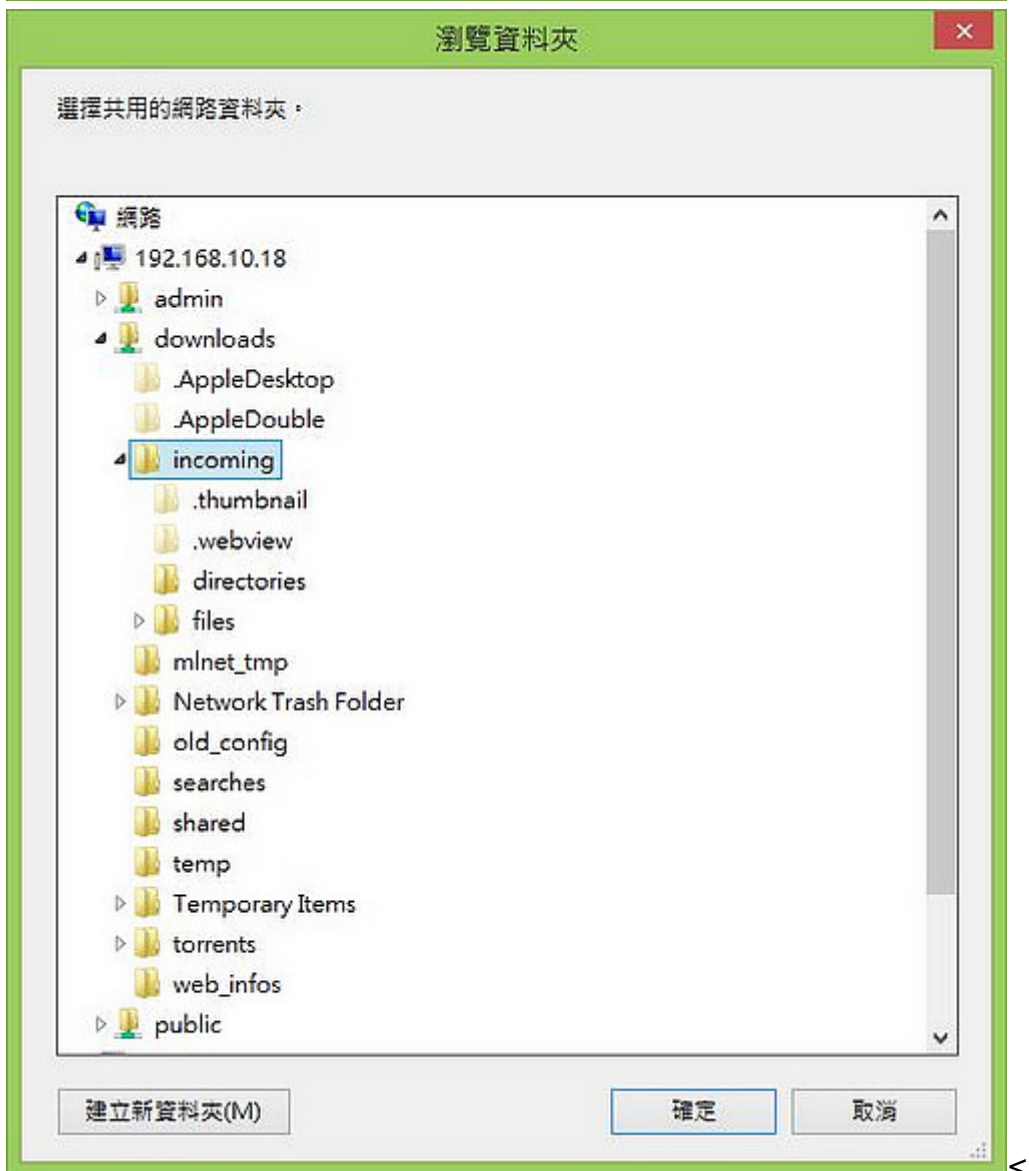 瀏覽資料夾
選擇共用的網路資料夾。
網路
192.168.10.18
admin
downloads
.AppleDesktop
.AppleDouble
incoming
.thumbnail
.webview
directories
files
mlnet_tmp
Network Trash Folder
old_config
searches
shared
temp
Temporary Items
torrents
web_infos
public
建立新資料夾(M)
確定
取消
<